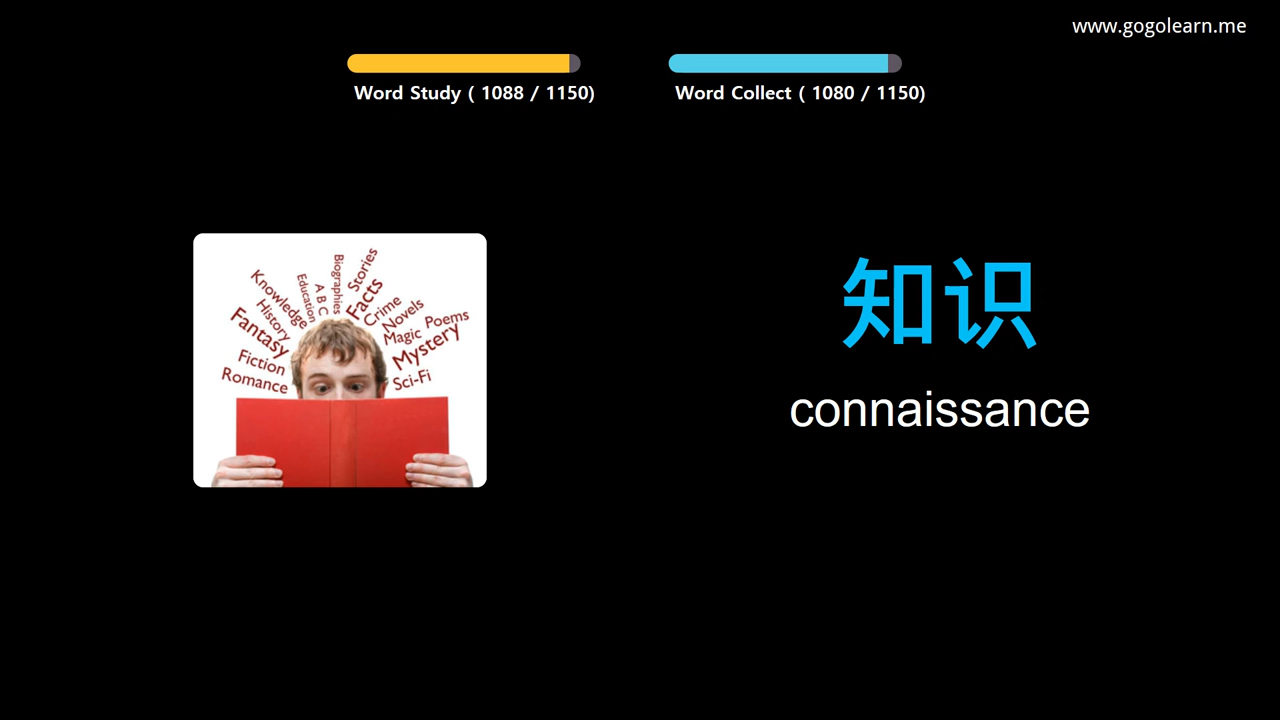 www.gogolearn.me
Word Study ( 1088 / 1150)
Word Collect ( 1080 / 1150)
Knowledge
History
Fantasy
Fiction
Romance
Education
A B C
Biographies
Stories
Facts
Crime
Novels
Magic
Poems
Mystery
Sci-Fi
知识
connaissance